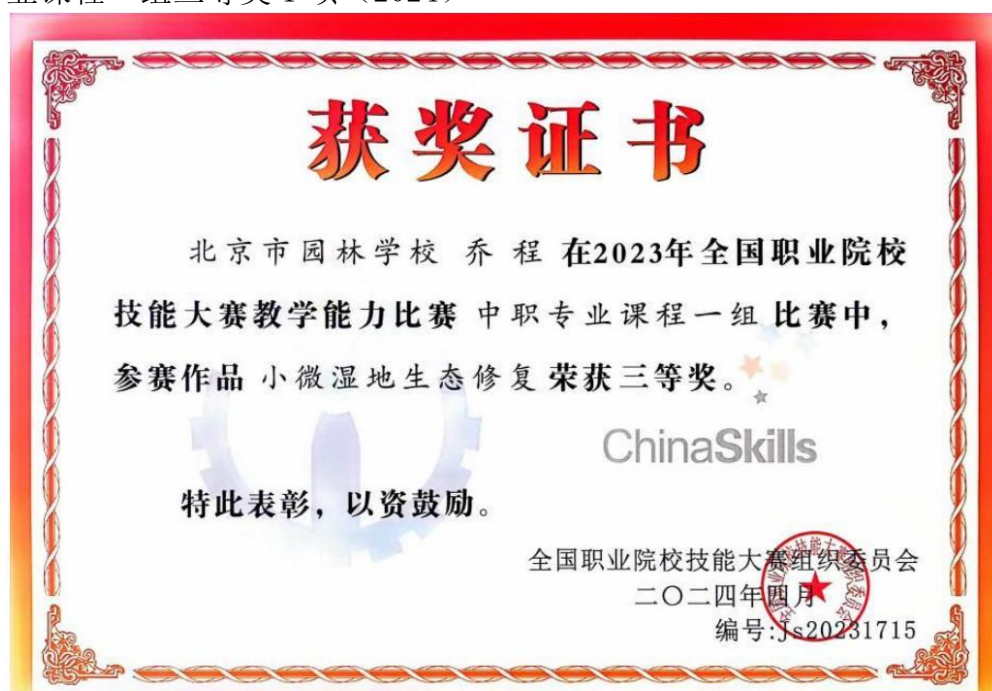 获奖证书
北京市园林学校 乔 程 在2023年全国职业院校
技能大赛教学能力比赛 中职专业课程一组 比赛中，
参赛作品 小微湿地生态修复 荣获三等奖。
ChinaSkills
特此表彰，以资鼓励。
全国职业院校技能大赛组织委员会
二〇二四年四月
编号:Js20231715